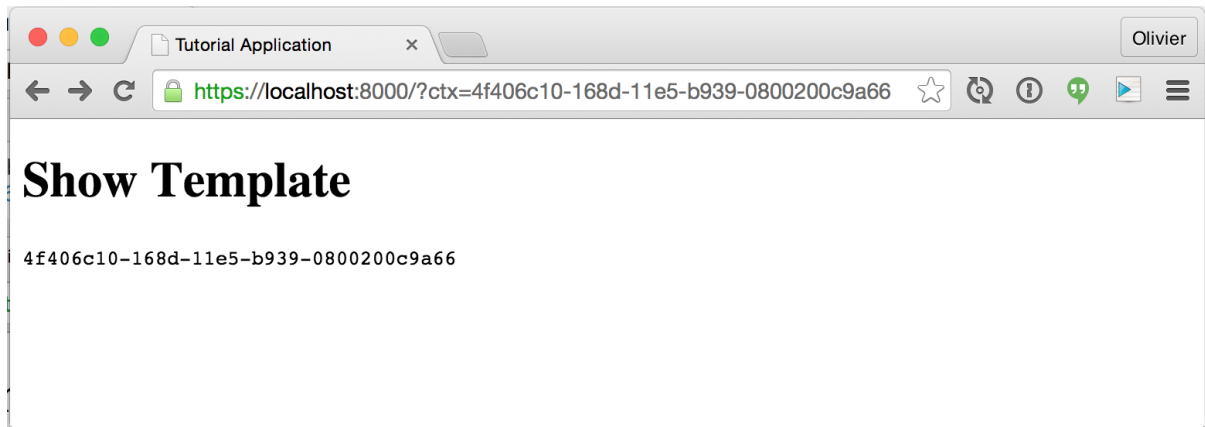 Tutorial Application
Olivier
https://localhost:8000/?ctx=4f406c10-168d-11e5-b939-0800200c9a66
Show Template
4f406c10-168d-11e5-b939-0800200c9a66